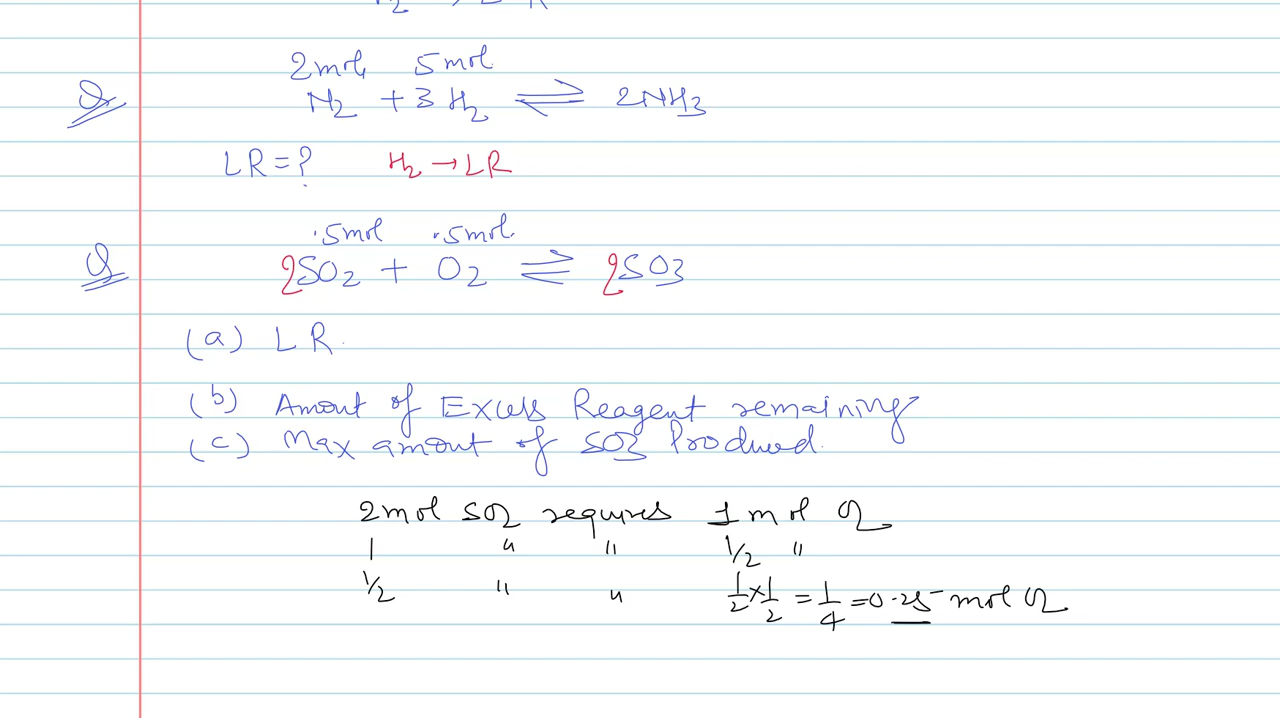 2mol 5mol
Q N2 + 3H2 ⇌ 2NH3
LR = ? H2 → LR
.5mol .5mol.
Q 2SO2 + O2 ⇌ 2SO3
(a) LR.
(b) Amount of Excess Reagent remaining
(c) Max amount of SO3 Produced.
2mol SO2 requires 1 mol O2
1 " " 1/2 "
1/2 " " 1/2 × 1/2 = 1/4 = 0.25 mol O2